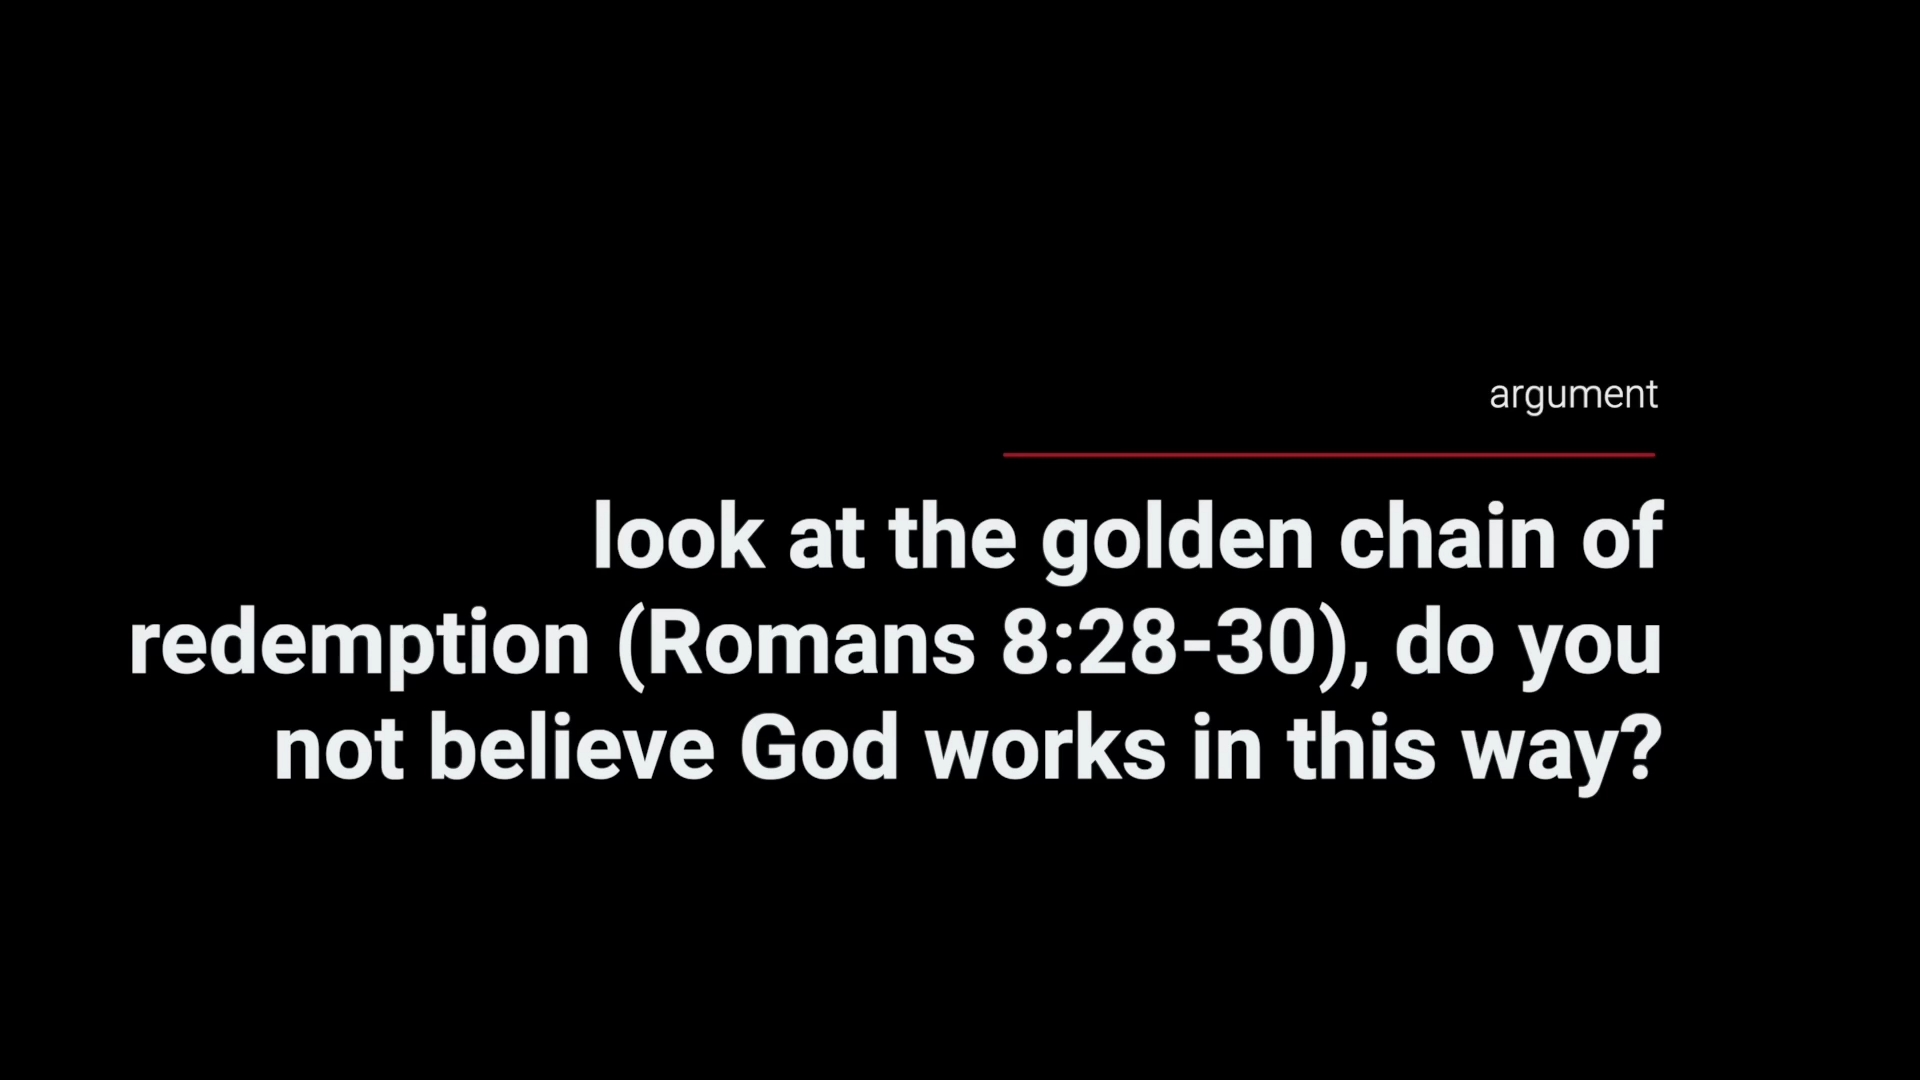 argument
look at the golden chain of
redemption (Romans 8:28-30), do you
not believe God works in this way?